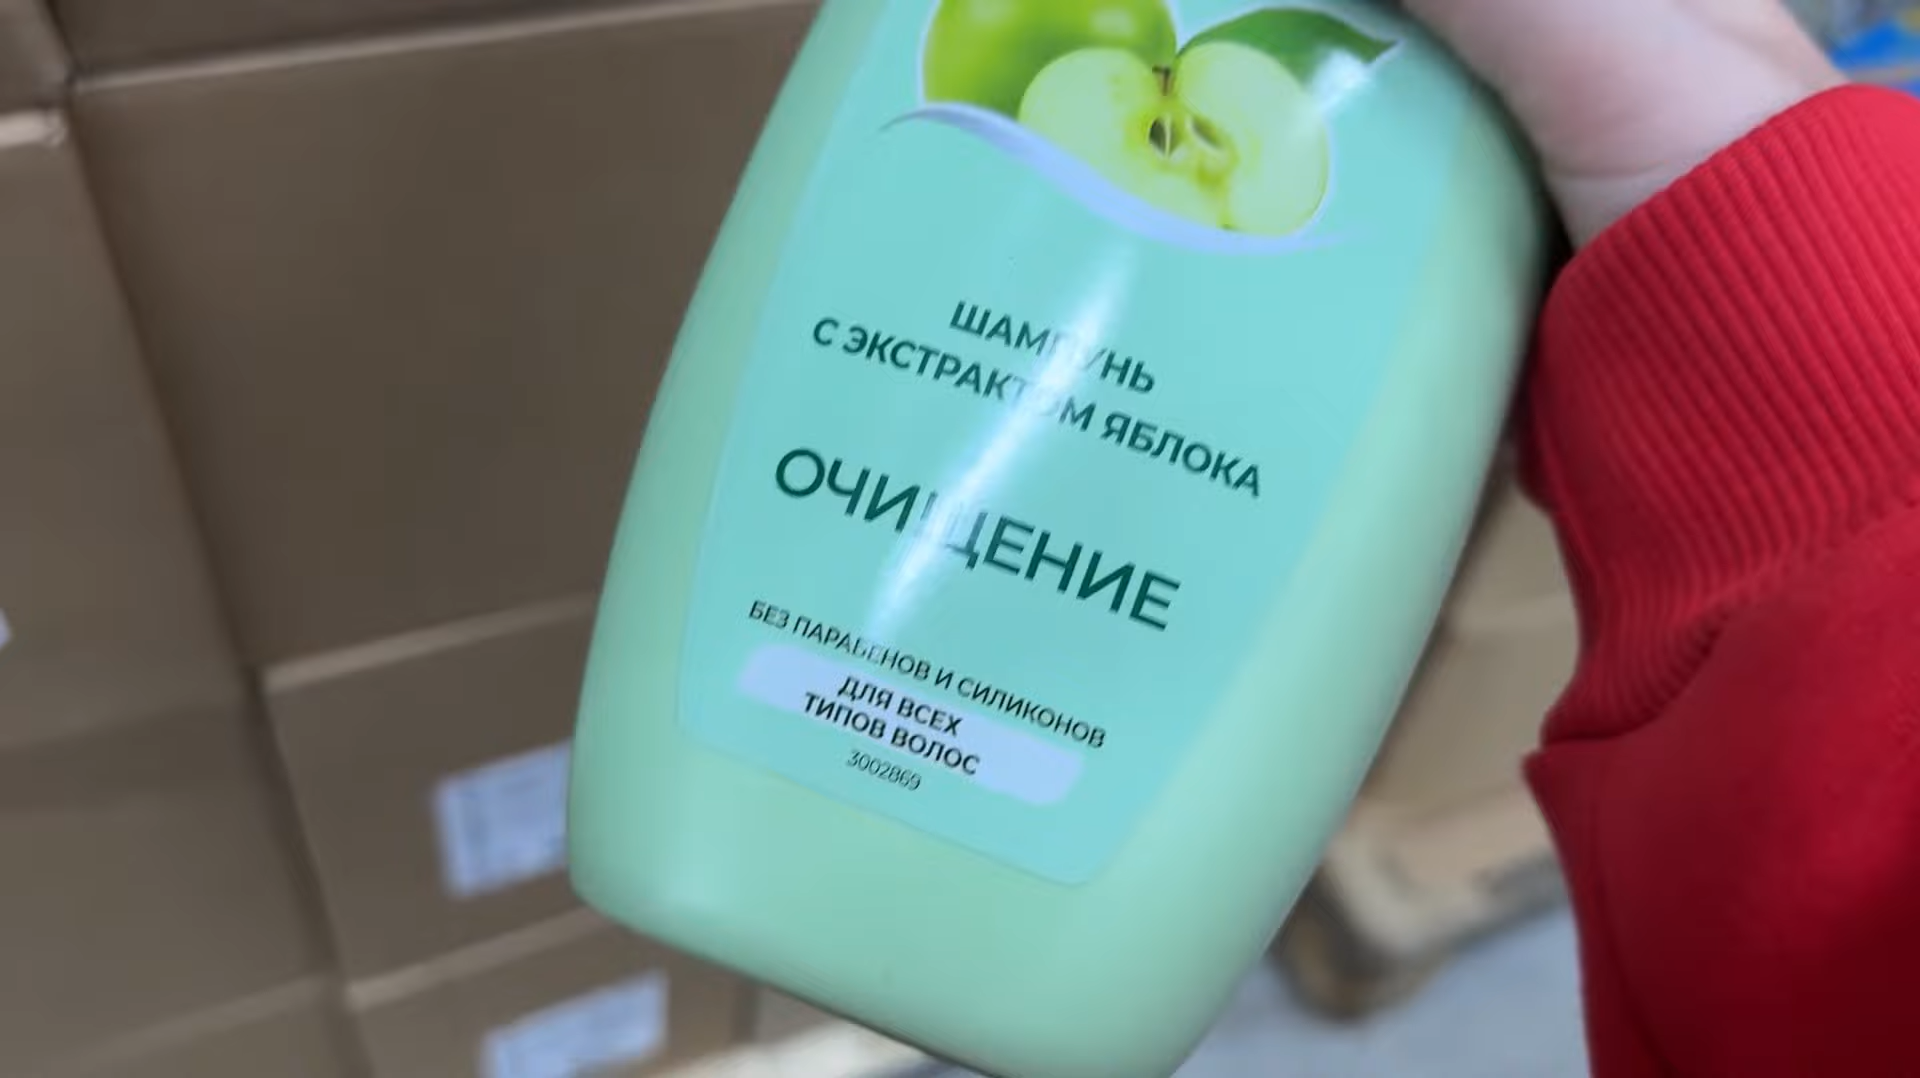 ШАМПУНЬ
С ЭКСТРАКТОМ ЯБЛОКА
ОЧИЩЕНИЕ
БЕЗ ПАРАБЕНОВ И СИЛИКОНОВ
ДЛЯ ВСЕХ
ТИПОВ ВОЛОС
3002869